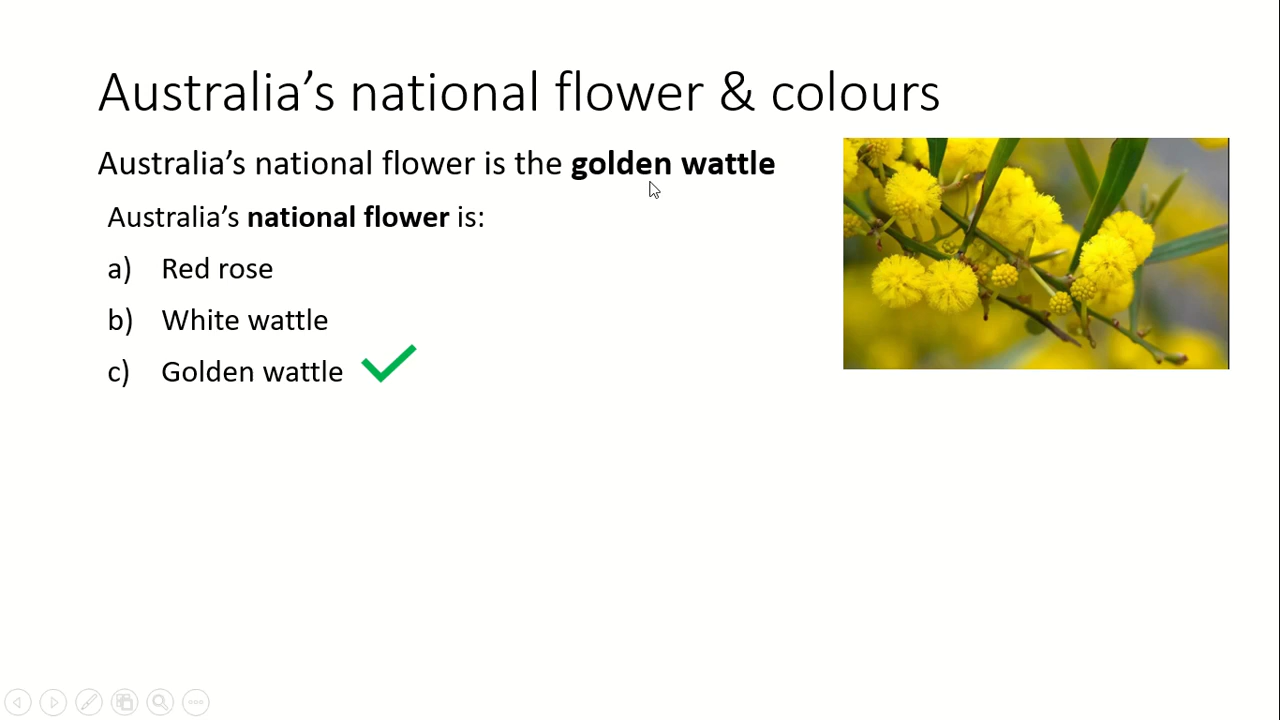 Australia’s national flower & colours
Australia’s national flower is the golden wattle
Australia’s national flower is:
a) Red rose
b) White wattle
c) Golden wattle